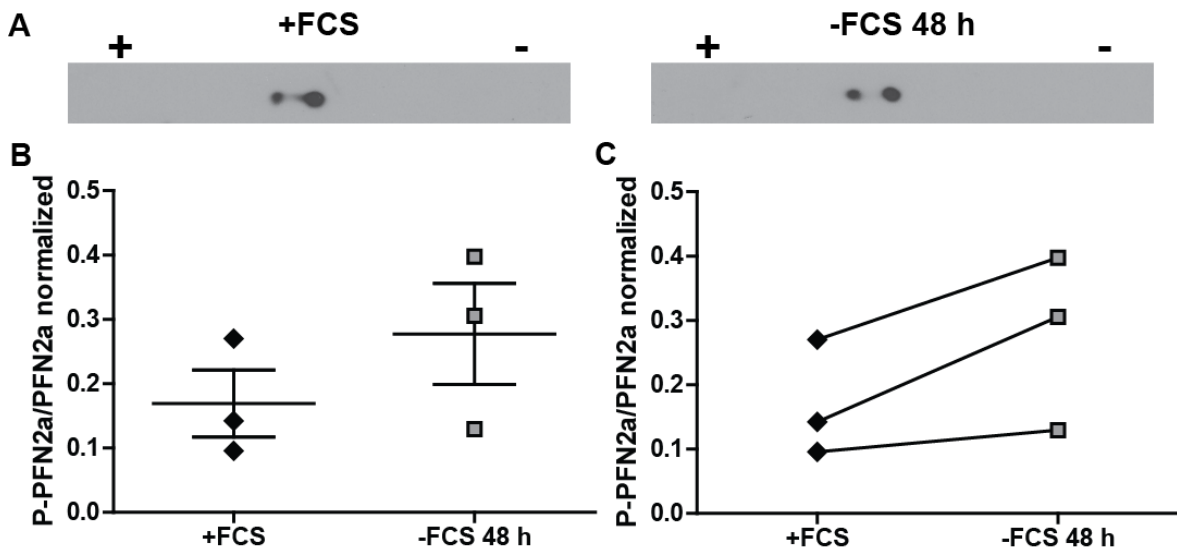 A
+FCS
-FCS 48 h
+
-
+
-
B
C
P-PFN2a/PFN2a normalized
0.5
0.4
0.3
0.2
0.1
0.0
+FCS
-FCS 48 h
P-PFN2a/PFN2a normalized
0.5
0.4
0.3
0.2
0.1
0.0
+FCS
-FCS 48 h